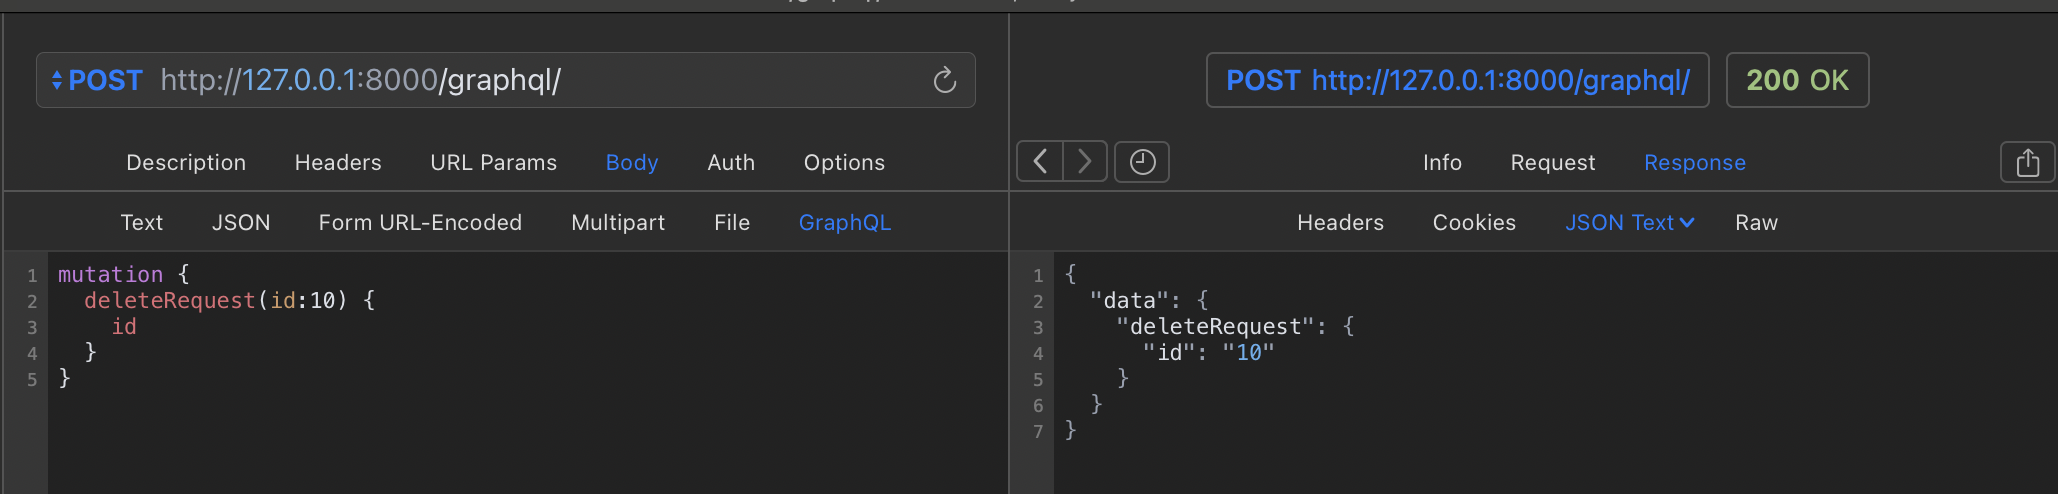 POST http://127.0.0.1:8000/graphql/
Description Headers URL Params Body Auth Options
Text JSON Form URL-Encoded Multipart File GraphQL
1 mutation {
2 deleteRequest(id:10) {
3 id
4 }
5 }
POST http://127.0.0.1:8000/graphql/ 200 OK
Info Request Response
Headers Cookies JSON Text Raw
1 {
2 "data": {
3 "deleteRequest": {
4 "id": "10"
5 }
6 }
7 }